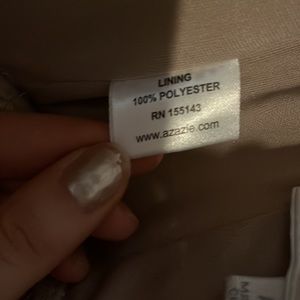 LINING
100% POLYESTER
RN 155143
www.azazie.com